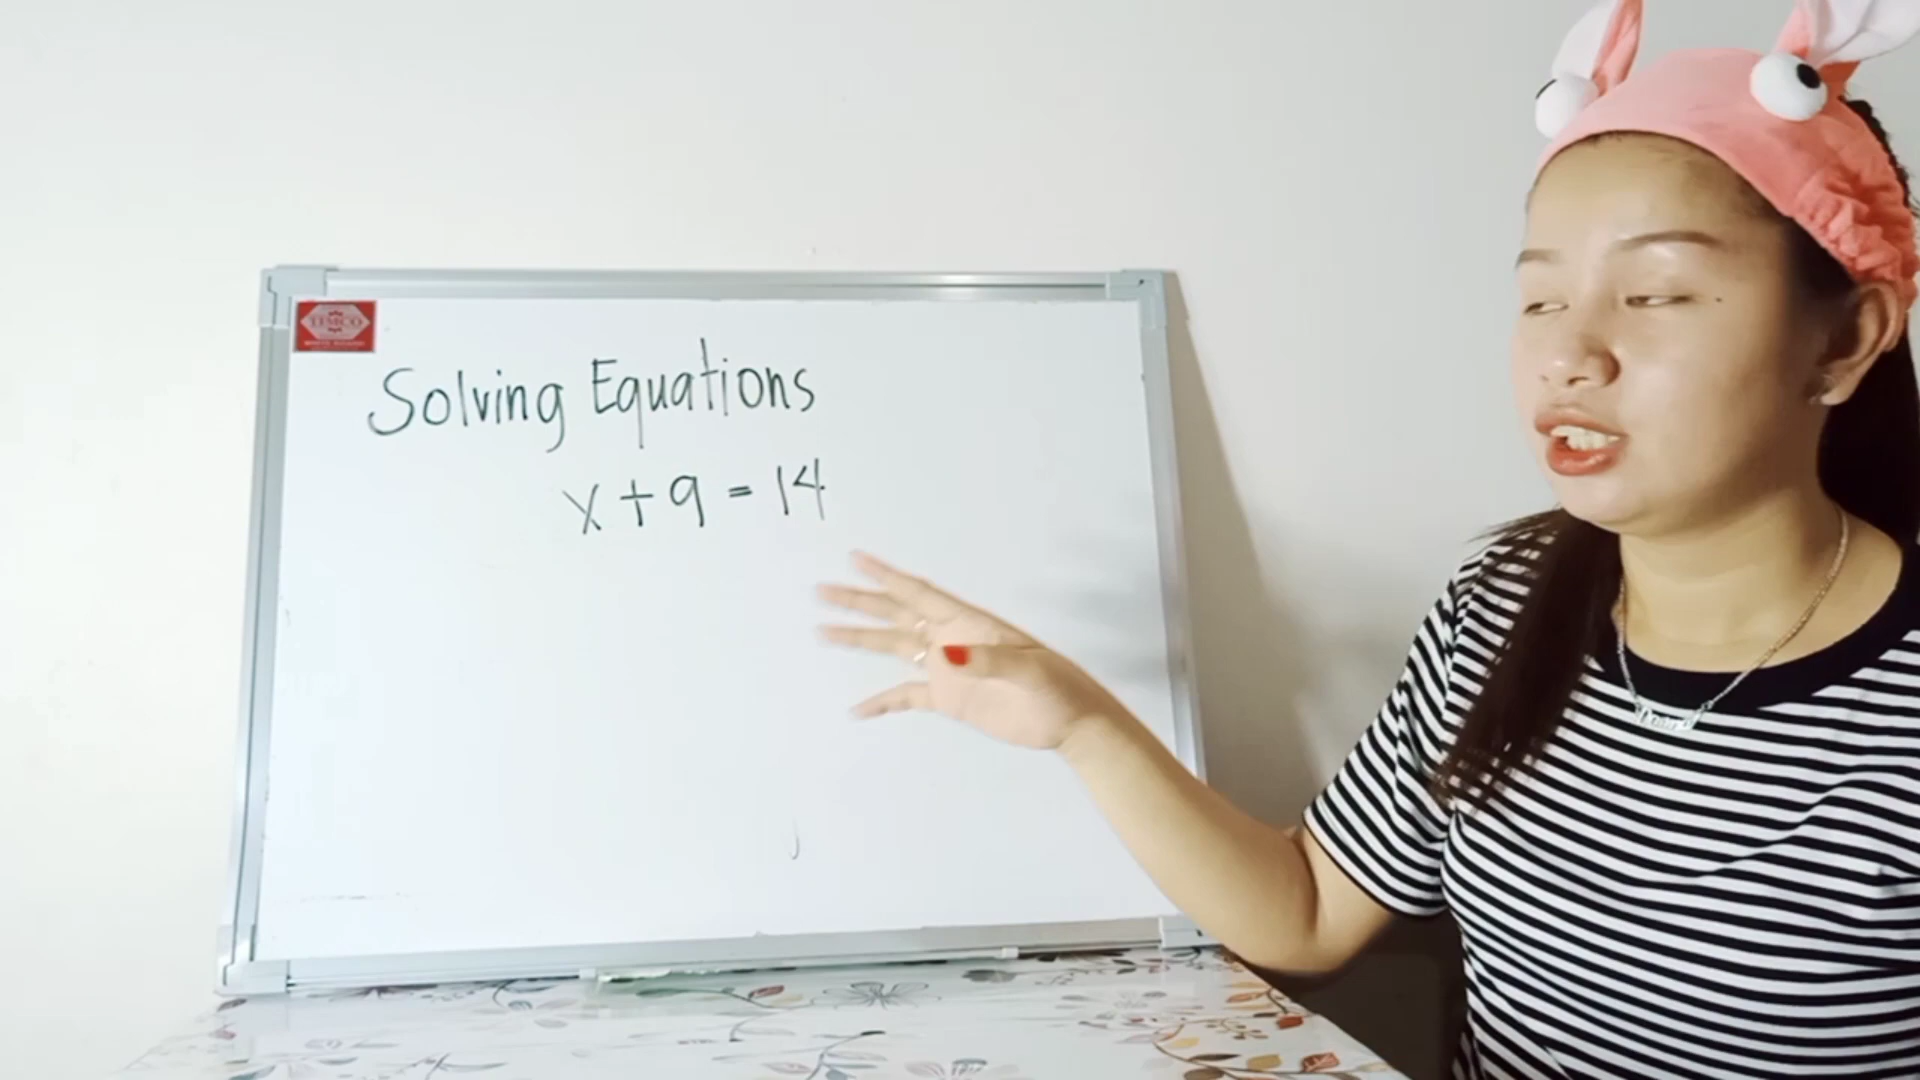 Solving Equations
x + 9 = 14